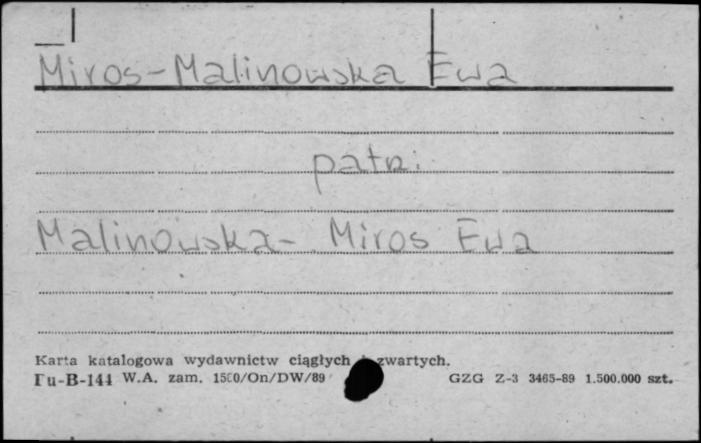 Miros-Malinowska Ewa
patrz:
Malinowska- Miros Ewa
Karta katalogowa wydawnictw ciągłych i zwartych.
Pu-B-144 W.A. zam. 1500/On/DW/89 GZG Z-3 3465-89 1.500.000 szt.